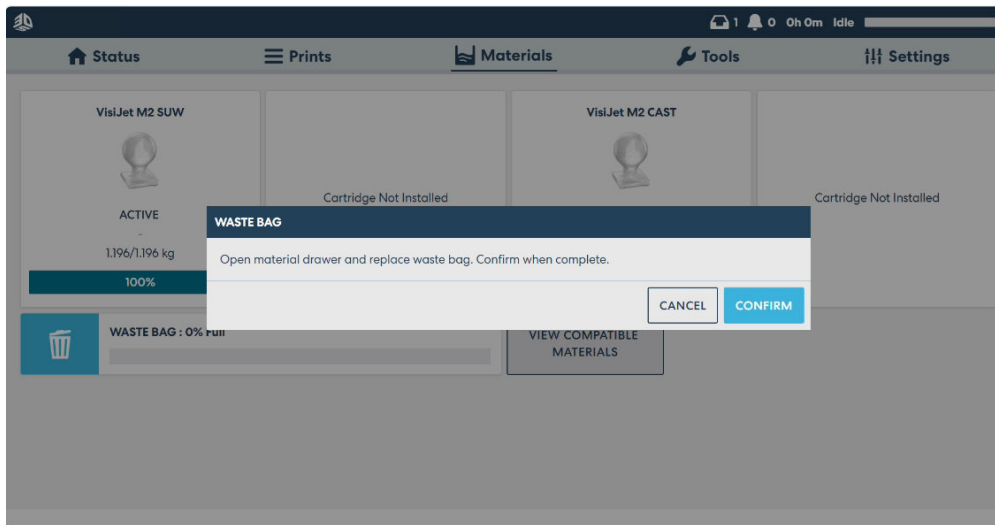 1 0 0h 0m Idle
Status Prints Materials Tools Settings
VisiJet M2 SUW
ACTIVE
-
1.196/1.196 kg
100%
Cartridge Not Installed
VisiJet M2 CAST
Cartridge Not Installed
WASTE BAG
Open material drawer and replace waste bag. Confirm when complete.
CANCEL CONFIRM
WASTE BAG : 0% Full
VIEW COMPATIBLE
MATERIALS